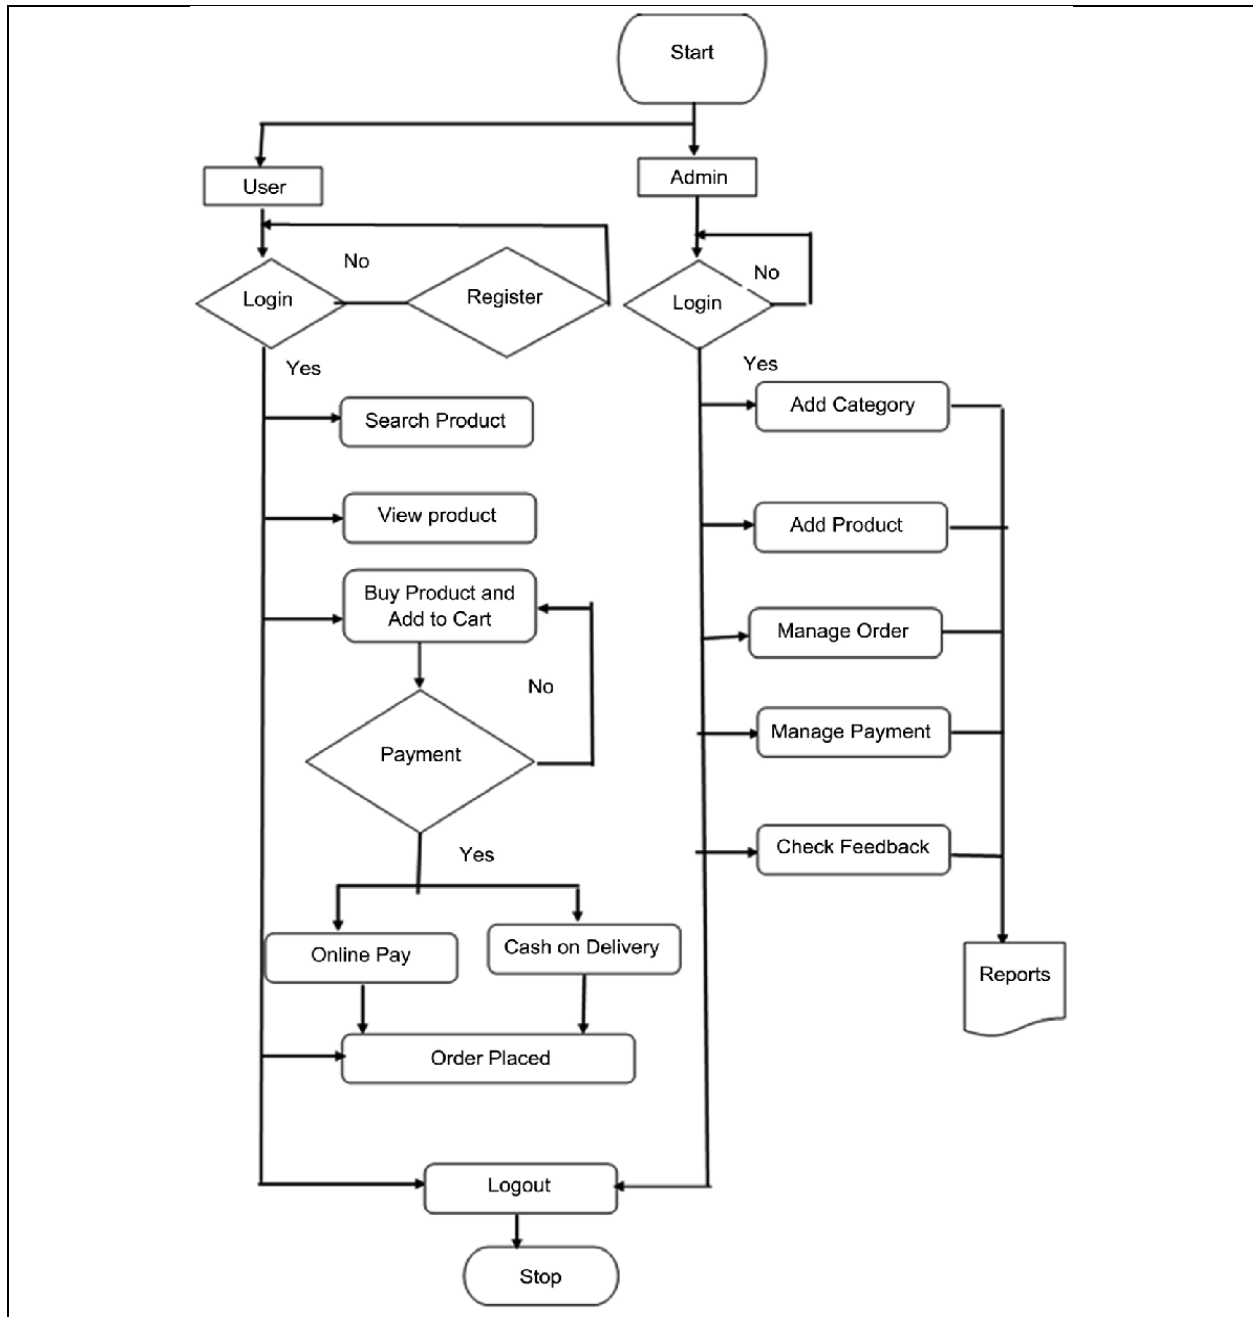 Start
User
Admin
No
Login
Register
No
Login
Yes
Yes
Search Product
Add Category
View product
Add Product
Buy Product and
Add to Cart
Manage Order
No
Payment
Manage Payment
Yes
Check Feedback
Online Pay
Cash on Delivery
Reports
Order Placed
Logout
Stop